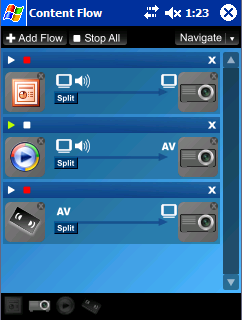 Content Flow 1:23
Add Flow Stop All Navigate
X
Split
X
AV
Split
X
AV
Split